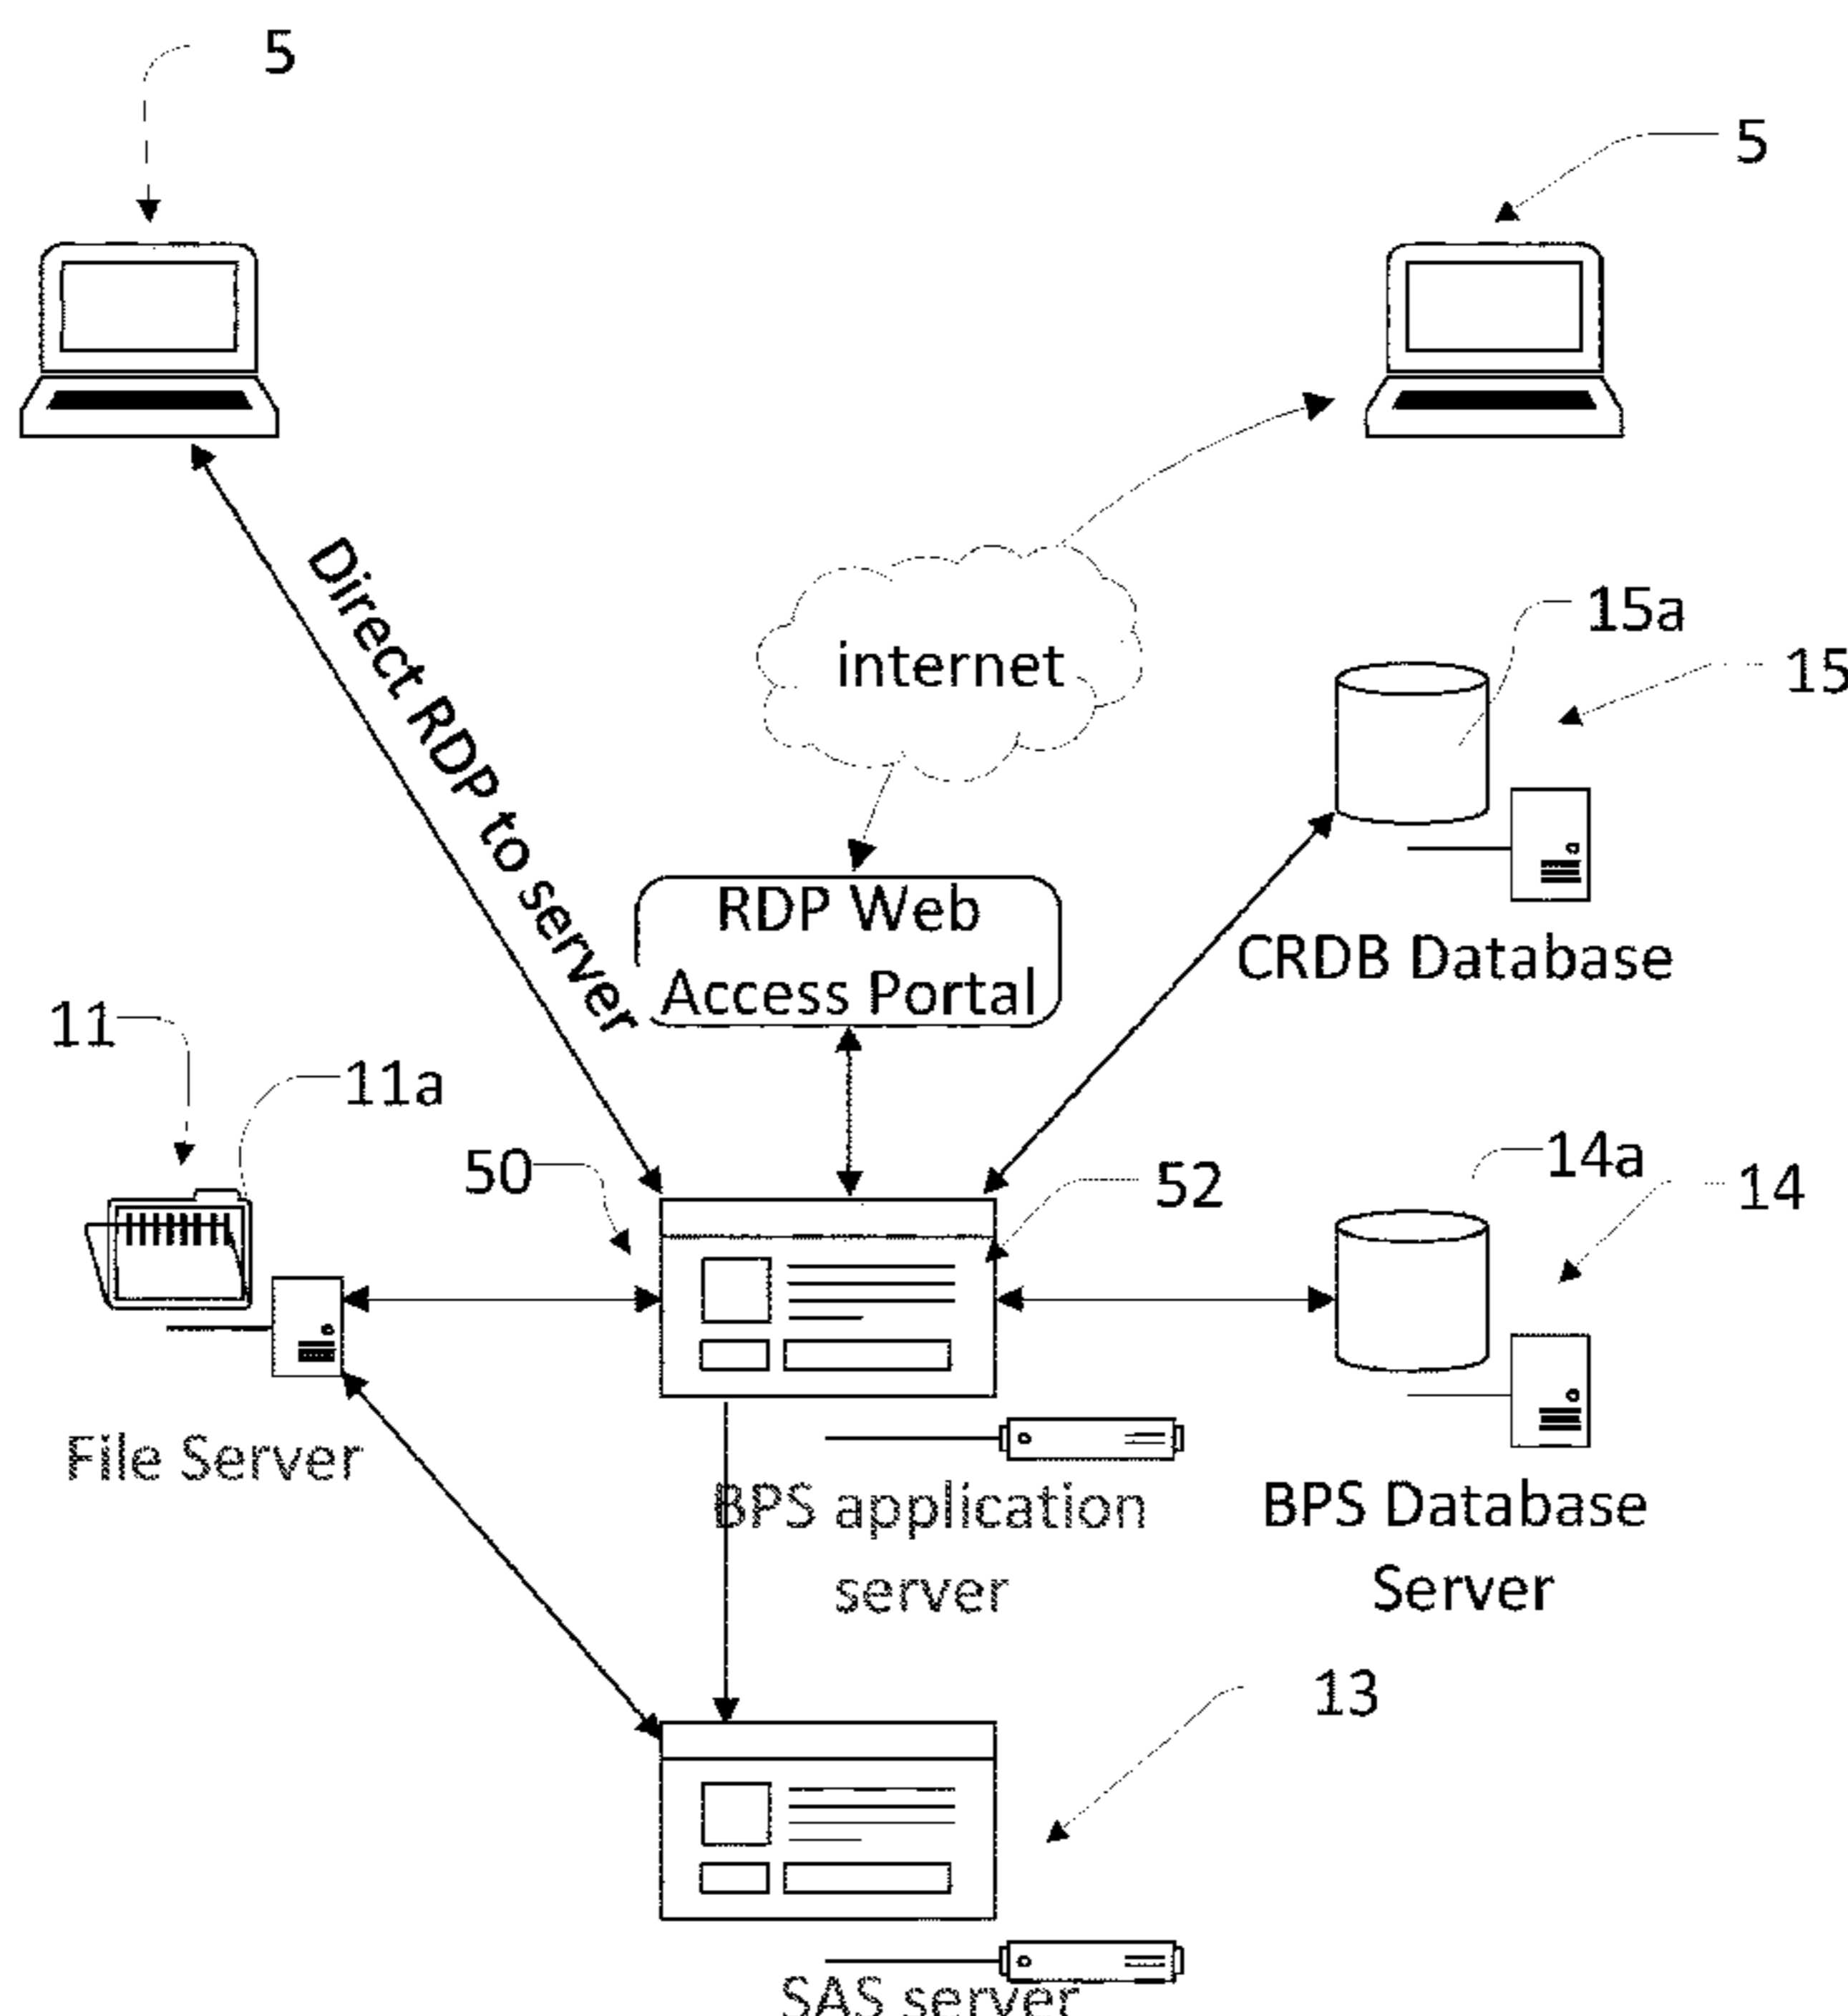 5
5
Direct RDP to server
internet
15a
15
RDP Web
Access Portal
CRDB Database
11
11a
50
52
14a
14
File Server
BPS application
server
BPS Database
Server
13
SAS server